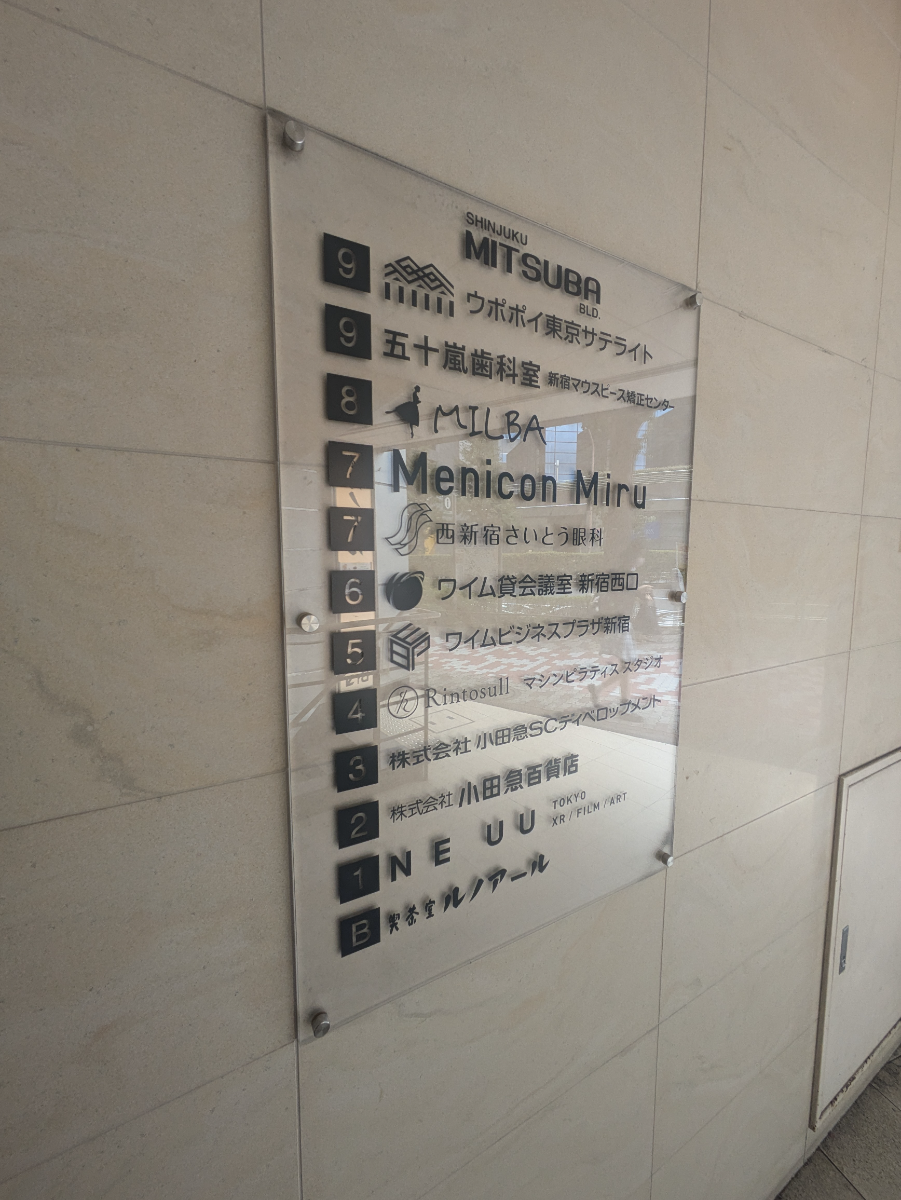 SHINJUKU
MITSUBA
BLD.
9 ウポポイ東京サテライト
9 五十嵐歯科室 新宿マウスピース矯正センター
8 MILBA
7 Menicon Miru
7 西新宿さいとう眼科
6 ワイム貸会議室 新宿西口
5 ワイムビジネスプラザ新宿
4 Rintosull マシンピラティス スタジオ
3 株式会社 小田急SCディベロップメント
2 株式会社 小田急百貨店
1 NEUU TOKYO
XR / FILM / ART
B 喫茶室 ルノアール